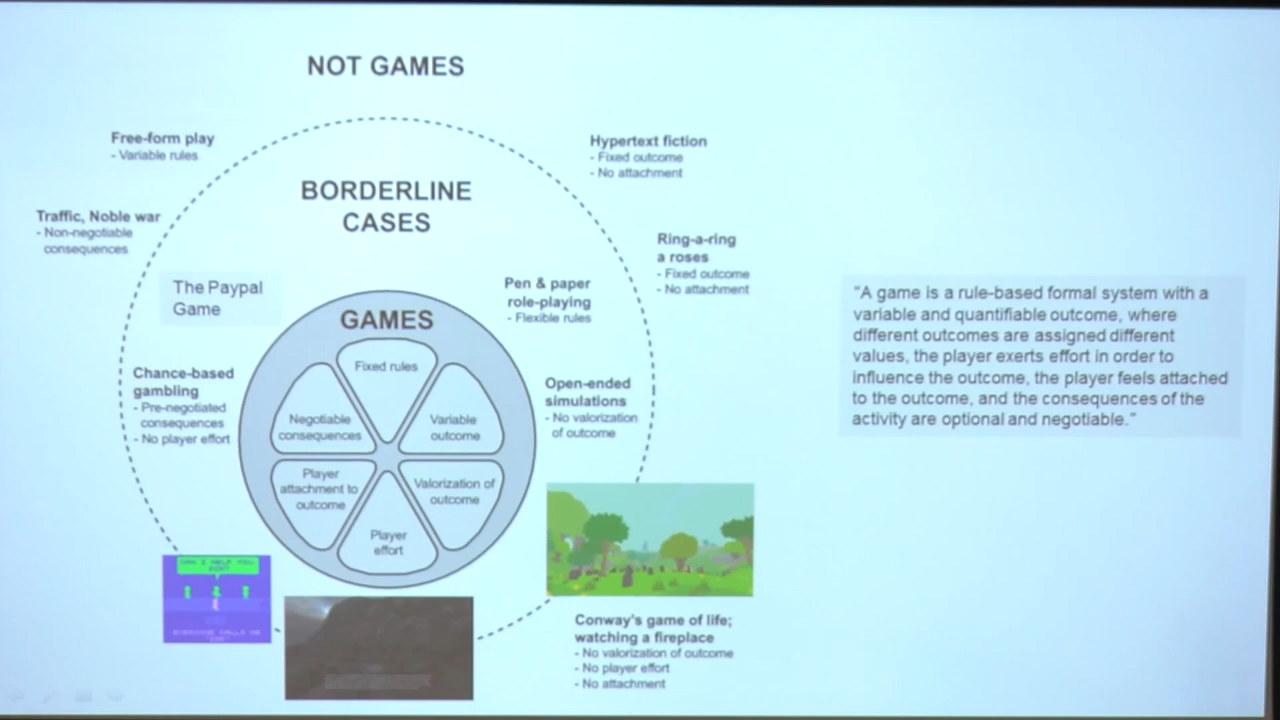 NOT GAMES
Free-form play
- Variable rules
Hypertext fiction
- Fixed outcome
- No attachment
BORDERLINE
CASES
Traffic, Noble war
- Non-negotiable
consequences
Ring-a-ring
a roses
- Fixed outcome
- No attachment
The Paypal
Game
Pen & paper
role-playing
- Flexible rules
GAMES
Fixed rules
Negotiable
consequences
Variable
outcome
Player
attachment to
outcome
Valorization of
outcome
Player
effort
Chance-based
gambling
- Pre-negotiated
consequences
- No player effort
Open-ended
simulations
- No valorization
of outcome
Conway's game of life;
watching a fireplace
- No valorization of outcome
- No player effort
- No attachment
"A game is a rule-based formal system with a
variable and quantifiable outcome, where
different outcomes are assigned different
values, the player exerts effort in order to
influence the outcome, the player feels attached
to the outcome, and the consequences of the
activity are optional and negotiable."